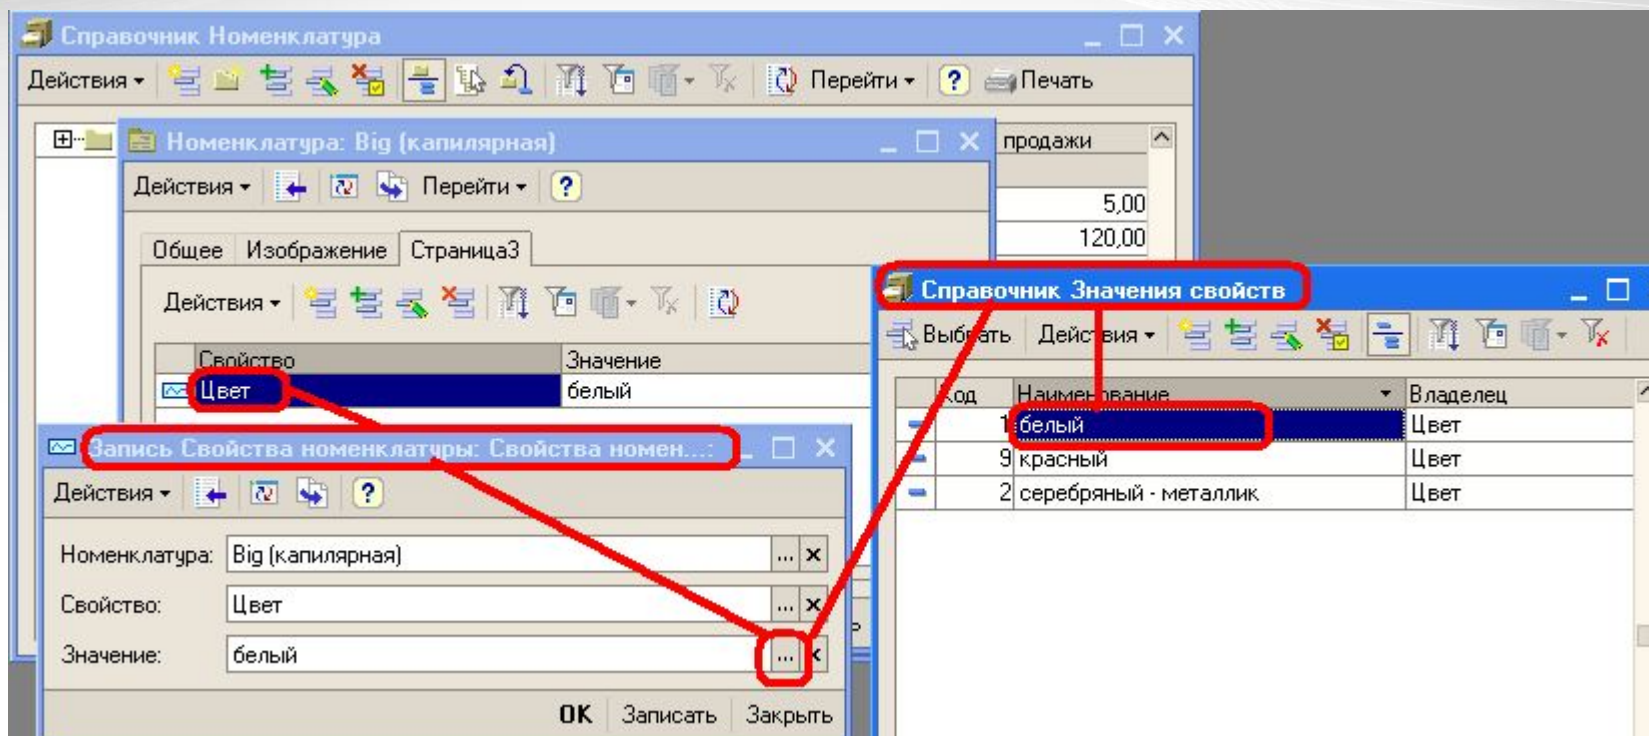 Справочник Номенклатура
Действия Перейти ? Печать
Номенклатура: Big (капилярная)
продажи
Действия Перейти ?
5,00
120,00
Общее Изображение Страница3
Действия
Свойство Значение
Цвет белый
Справочник Значения свойств
Выбрать Действия
Код Наименование Владелец
1 белый Цвет
9 красный Цвет
2 серебряный - металлик Цвет
Запись Свойства номенклатуры: Свойства номен...:
Действия ?
Номенклатура: Big (капилярная) ... x
Свойство: Цвет ... x
Значение: белый ... x
OK Записать Закрыть